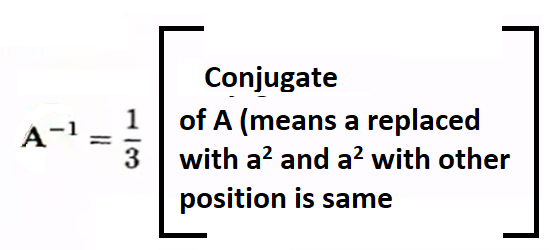 A⁻¹ = 1/3
Conjugate
of A (means a replaced
with a² and a² with other
position is same